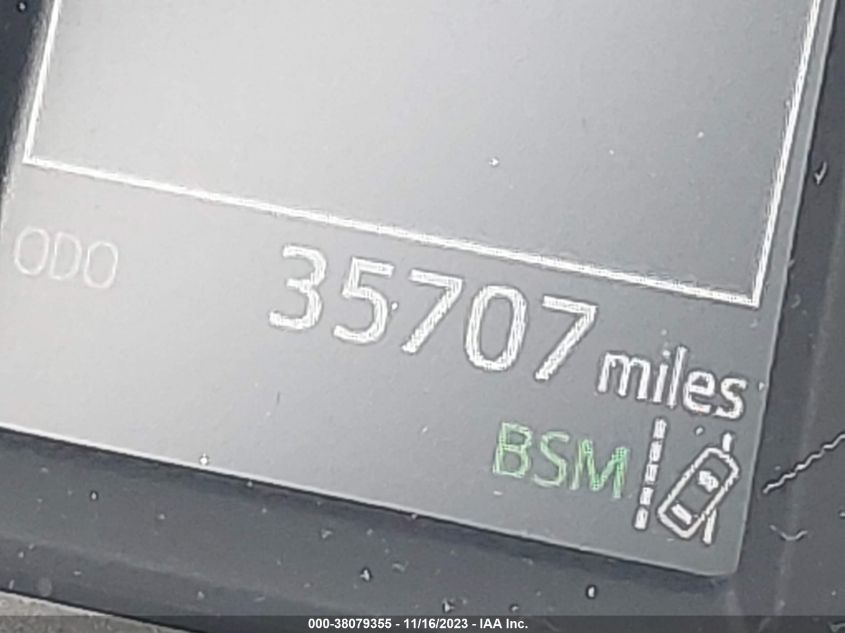 ODO 35707 miles
BSM
000-38079355 - 11/16/2023 - IAA Inc.